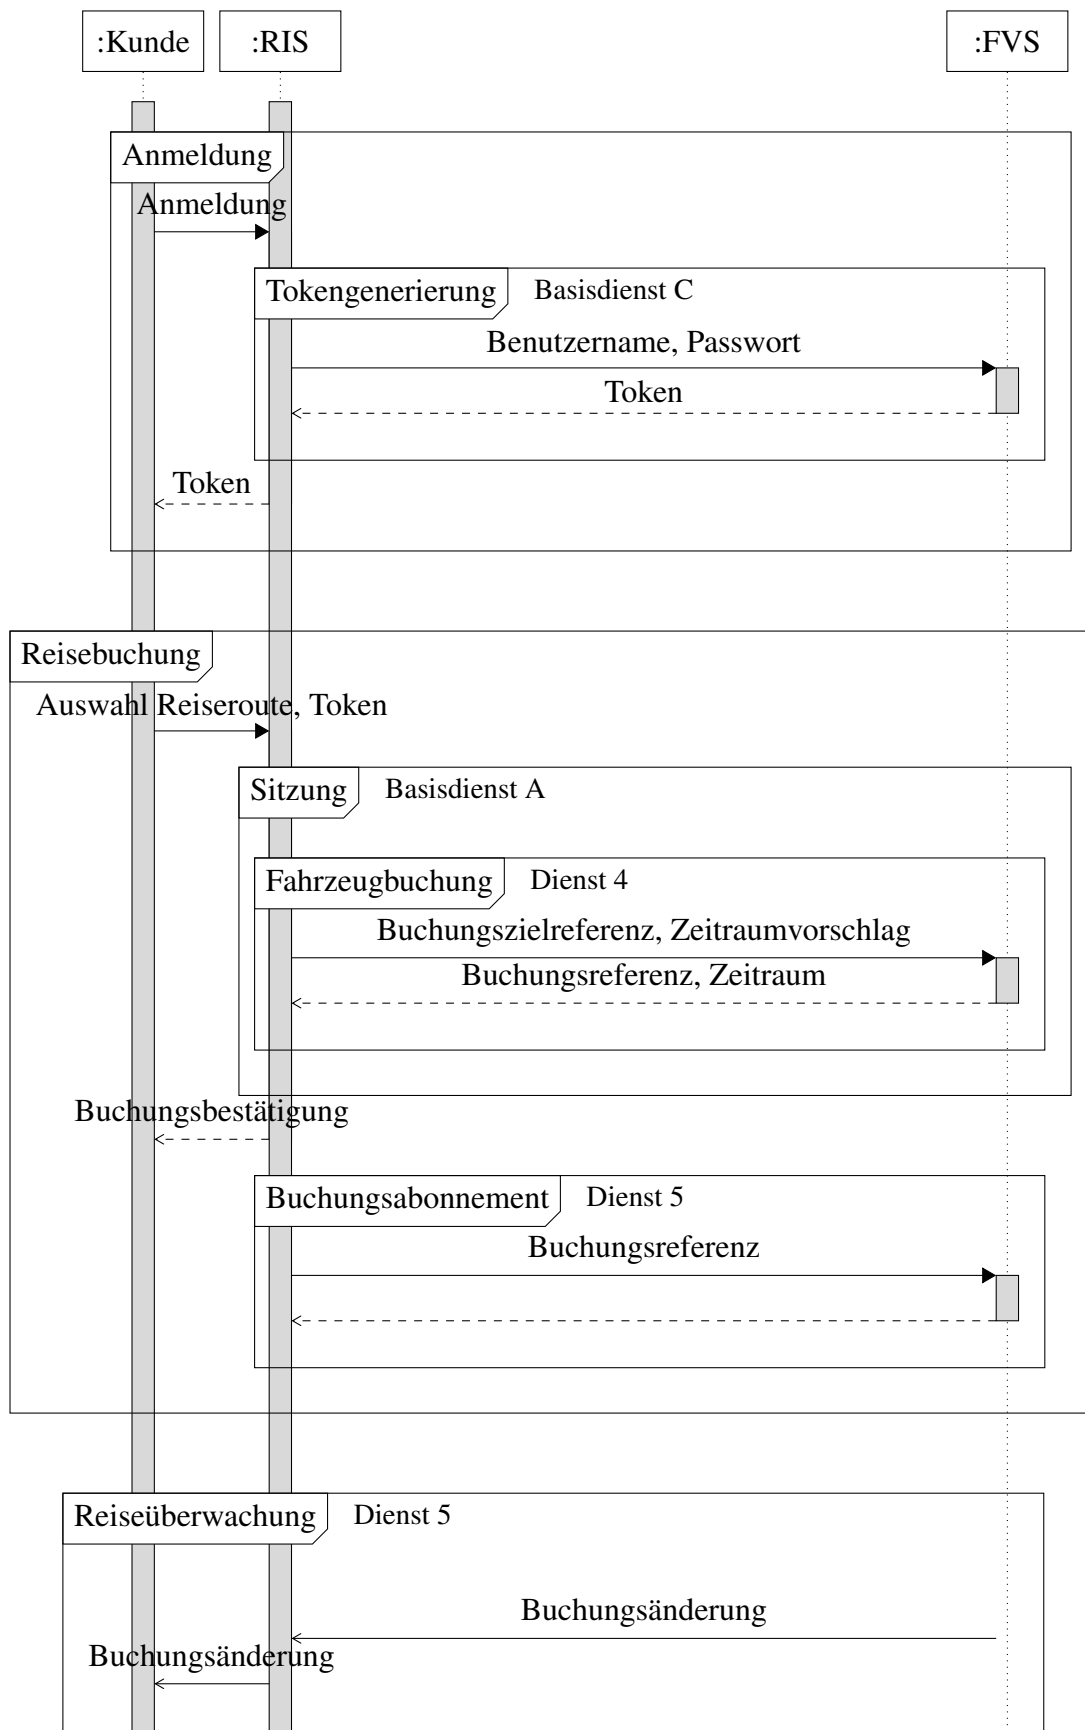 :Kunde
:RIS
:FVS
Anmeldung
Anmeldung
Tokengenerierung
Basisdienst C
Benutzername, Passwort
Token
Token
Reisebuchung
Auswahl Reiseroute, Token
Sitzung
Basisdienst A
Fahrzeugbuchung
Dienst 4
Buchungszielreferenz, Zeitraumvorschlag
Buchungsreferenz, Zeitraum
Buchungsbestätigung
Buchungsabonnement
Dienst 5
Buchungsreferenz
Reiseüberwachung
Dienst 5
Buchungsänderung
Buchungsänderung